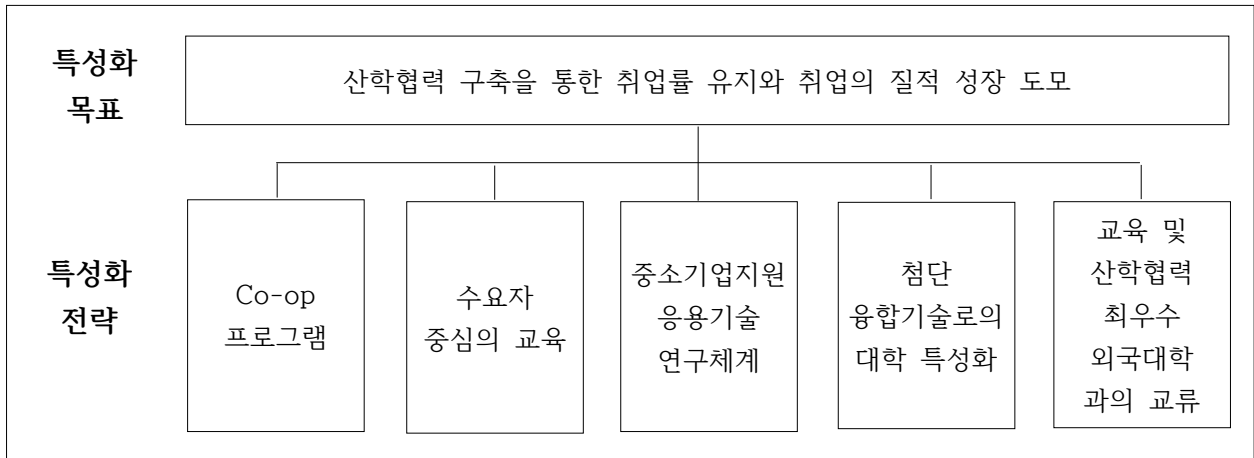 특성화
목표
산학협력 구축을 통한 취업률 유지와 취업의 질적 성장 도모
특성화
전략
Co-op
프로그램
수요자
중심의 교육
중소기업지원
응용기술
연구체계
첨단
융합기술로의
대학 특성화
교육 및
산학협력
최우수
외국대학
과의 교류